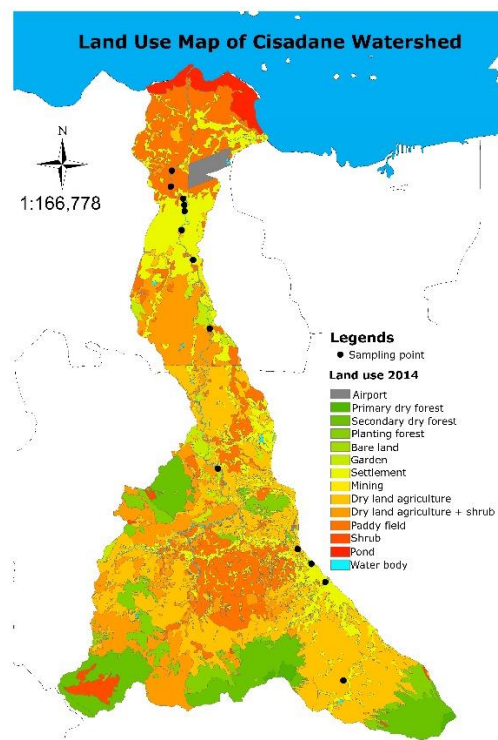 Land Use Map of Cisadane Watershed
N
1:166,778
Legends
Sampling point
Land use 2014
Airport
Primary dry forest
Secondary dry forest
Planting forest
Bare land
Garden
Settlement
Mining
Dry land agriculture
Dry land agriculture + shrub
Paddy field
Shrub
Pond
Water body